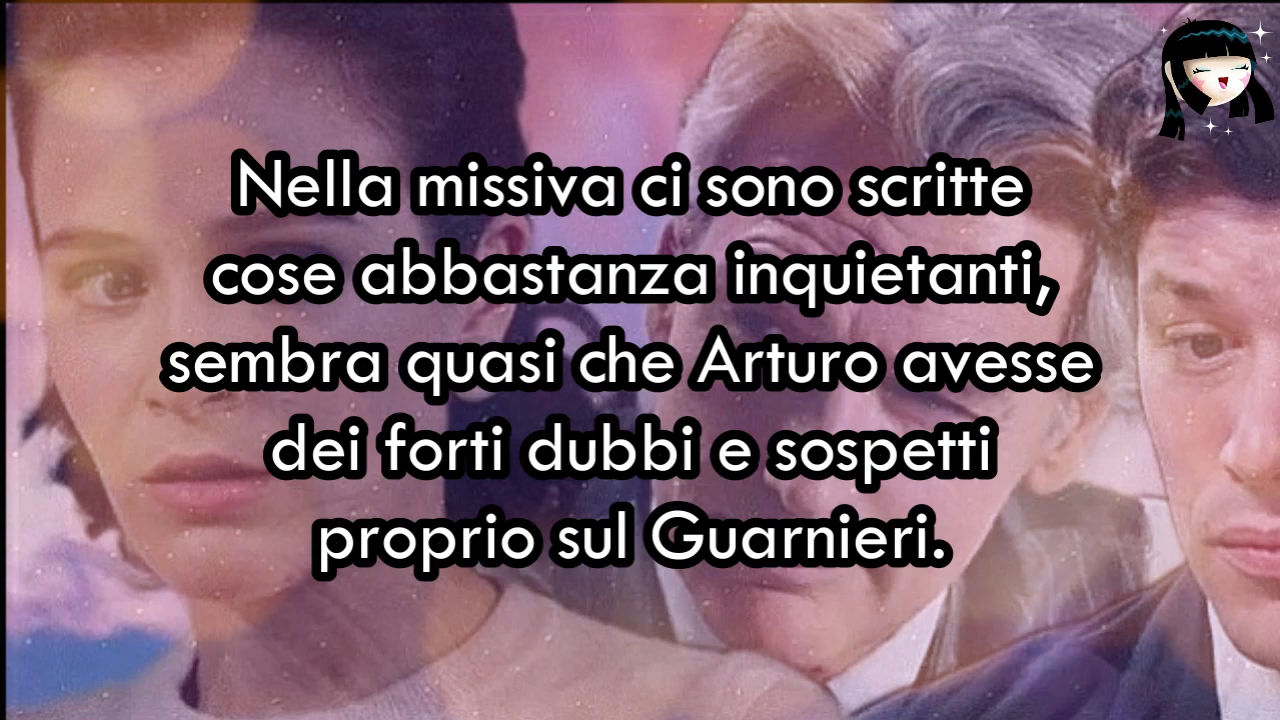 Nella missiva ci sono scritte
cose abbastanza inquietanti,
sembra quasi che Arturo avesse
dei forti dubbi e sospetti
proprio sul Guarnieri.